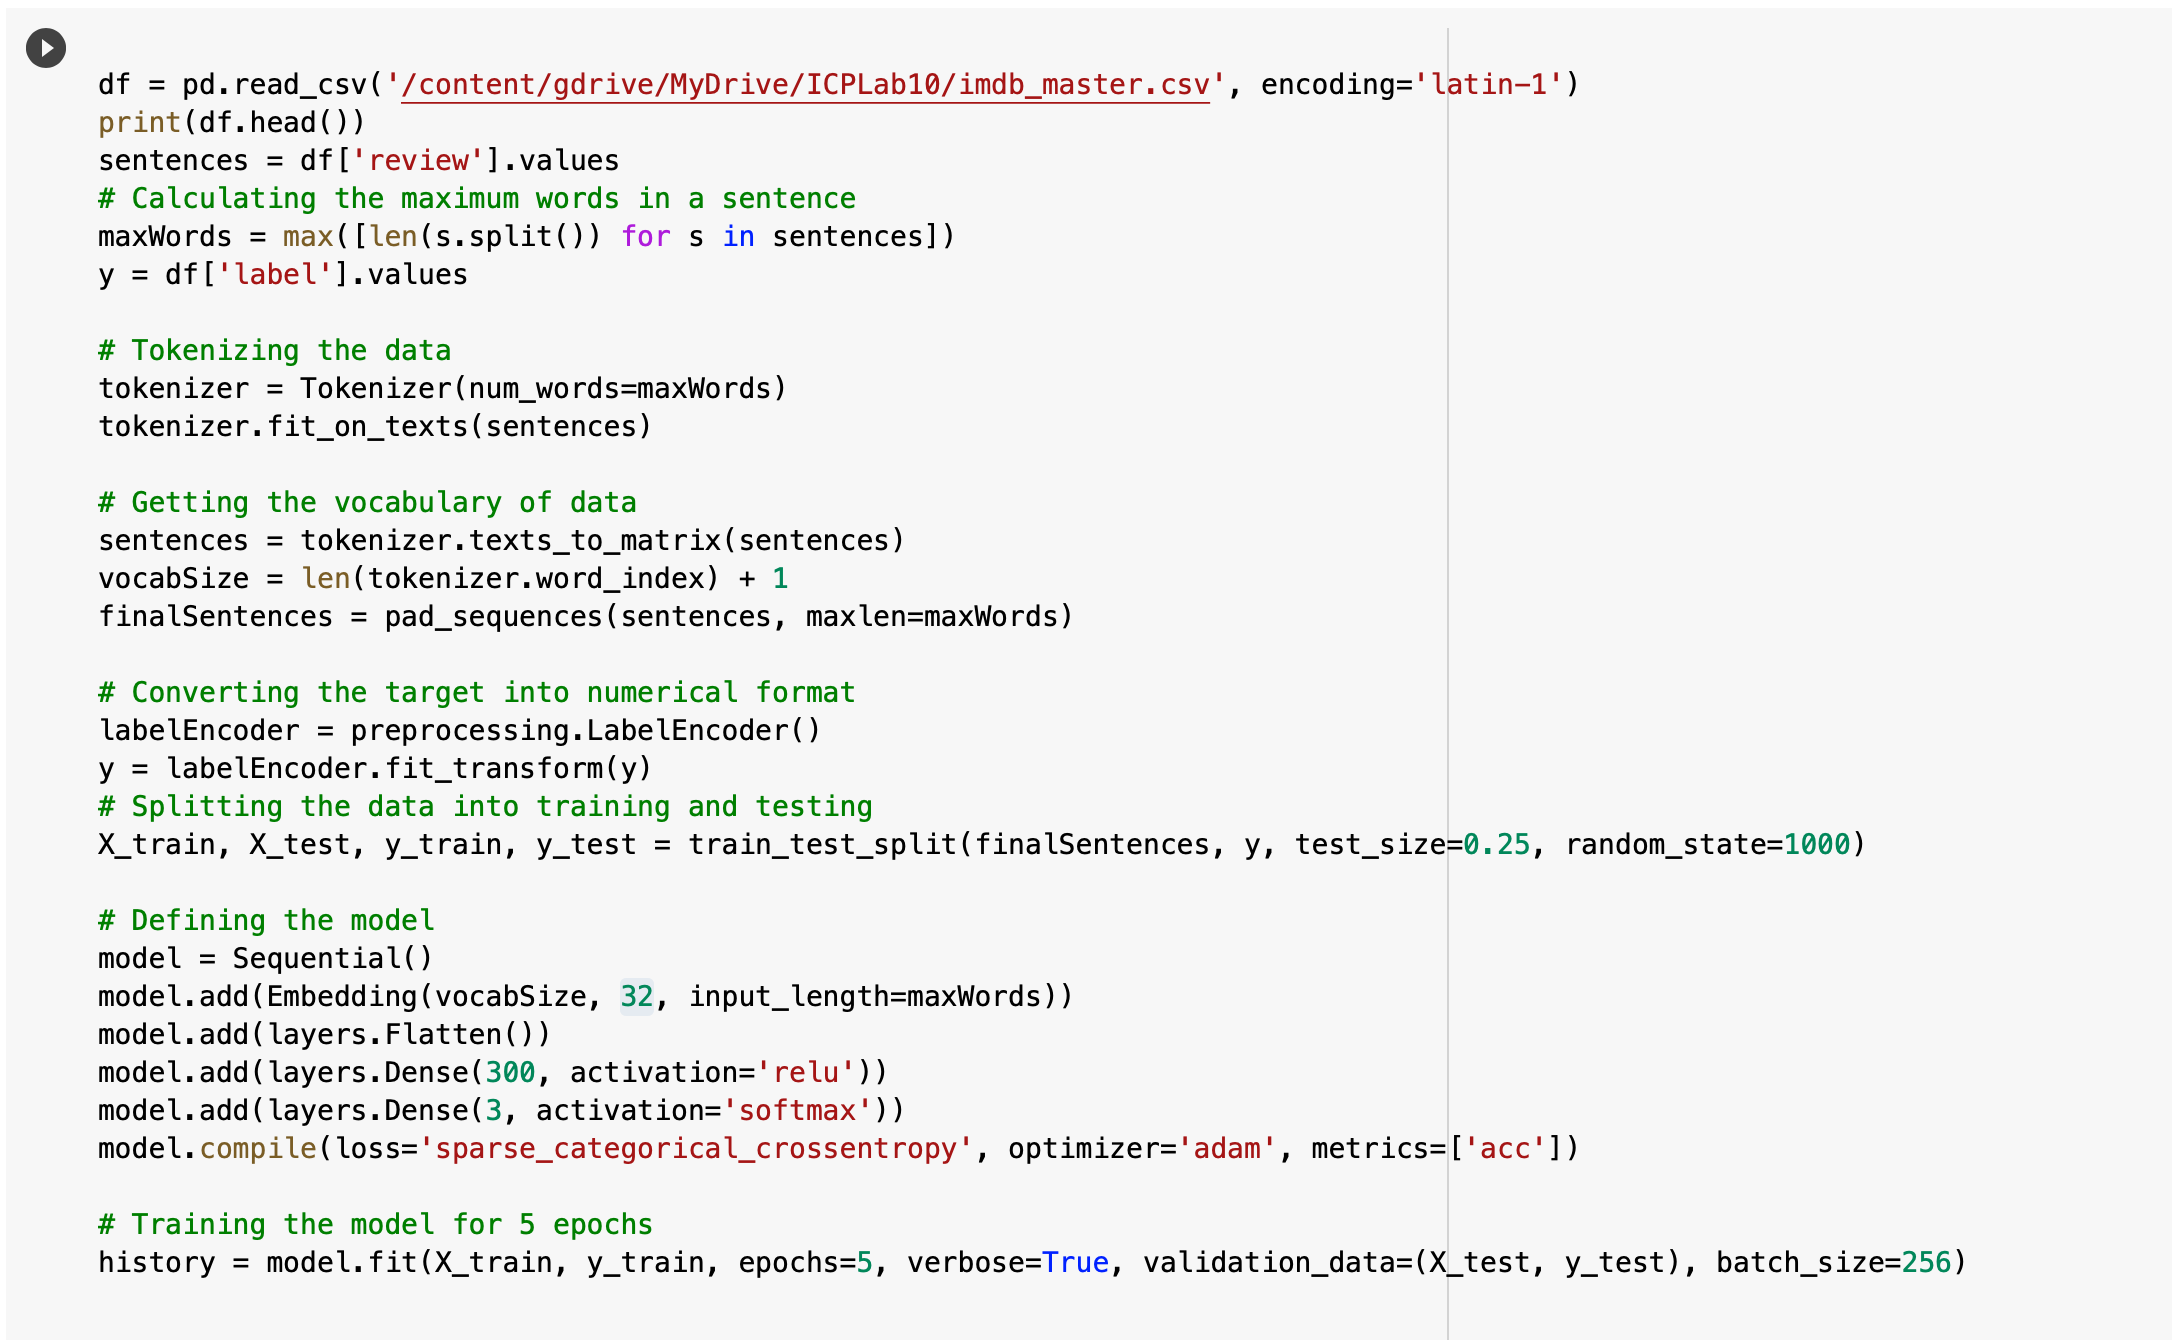 df = pd.read_csv('/content/gdrive/MyDrive/ICPLab10/imdb_master.csv', encoding='latin-1')
print(df.head())
sentences = df['review'].values
# Calculating the maximum words in a sentence
maxWords = max([len(s.split()) for s in sentences])
y = df['label'].values

# Tokenizing the data
tokenizer = Tokenizer(num_words=maxWords)
tokenizer.fit_on_texts(sentences)

# Getting the vocabulary of data
sentences = tokenizer.texts_to_matrix(sentences)
vocabSize = len(tokenizer.word_index) + 1
finalSentences = pad_sequences(sentences, maxlen=maxWords)

# Converting the target into numerical format
labelEncoder = preprocessing.LabelEncoder()
y = labelEncoder.fit_transform(y)
# Splitting the data into training and testing
X_train, X_test, y_train, y_test = train_test_split(finalSentences, y, test_size=0.25, random_state=1000)

# Defining the model
model = Sequential()
model.add(Embedding(vocabSize, 32, input_length=maxWords))
model.add(layers.Flatten())
model.add(layers.Dense(300, activation='relu'))
model.add(layers.Dense(3, activation='softmax'))
model.compile(loss='sparse_categorical_crossentropy', optimizer='adam', metrics=['acc'])

# Training the model for 5 epochs
history = model.fit(X_train, y_train, epochs=5, verbose=True, validation_data=(X_test, y_test), batch_size=256)